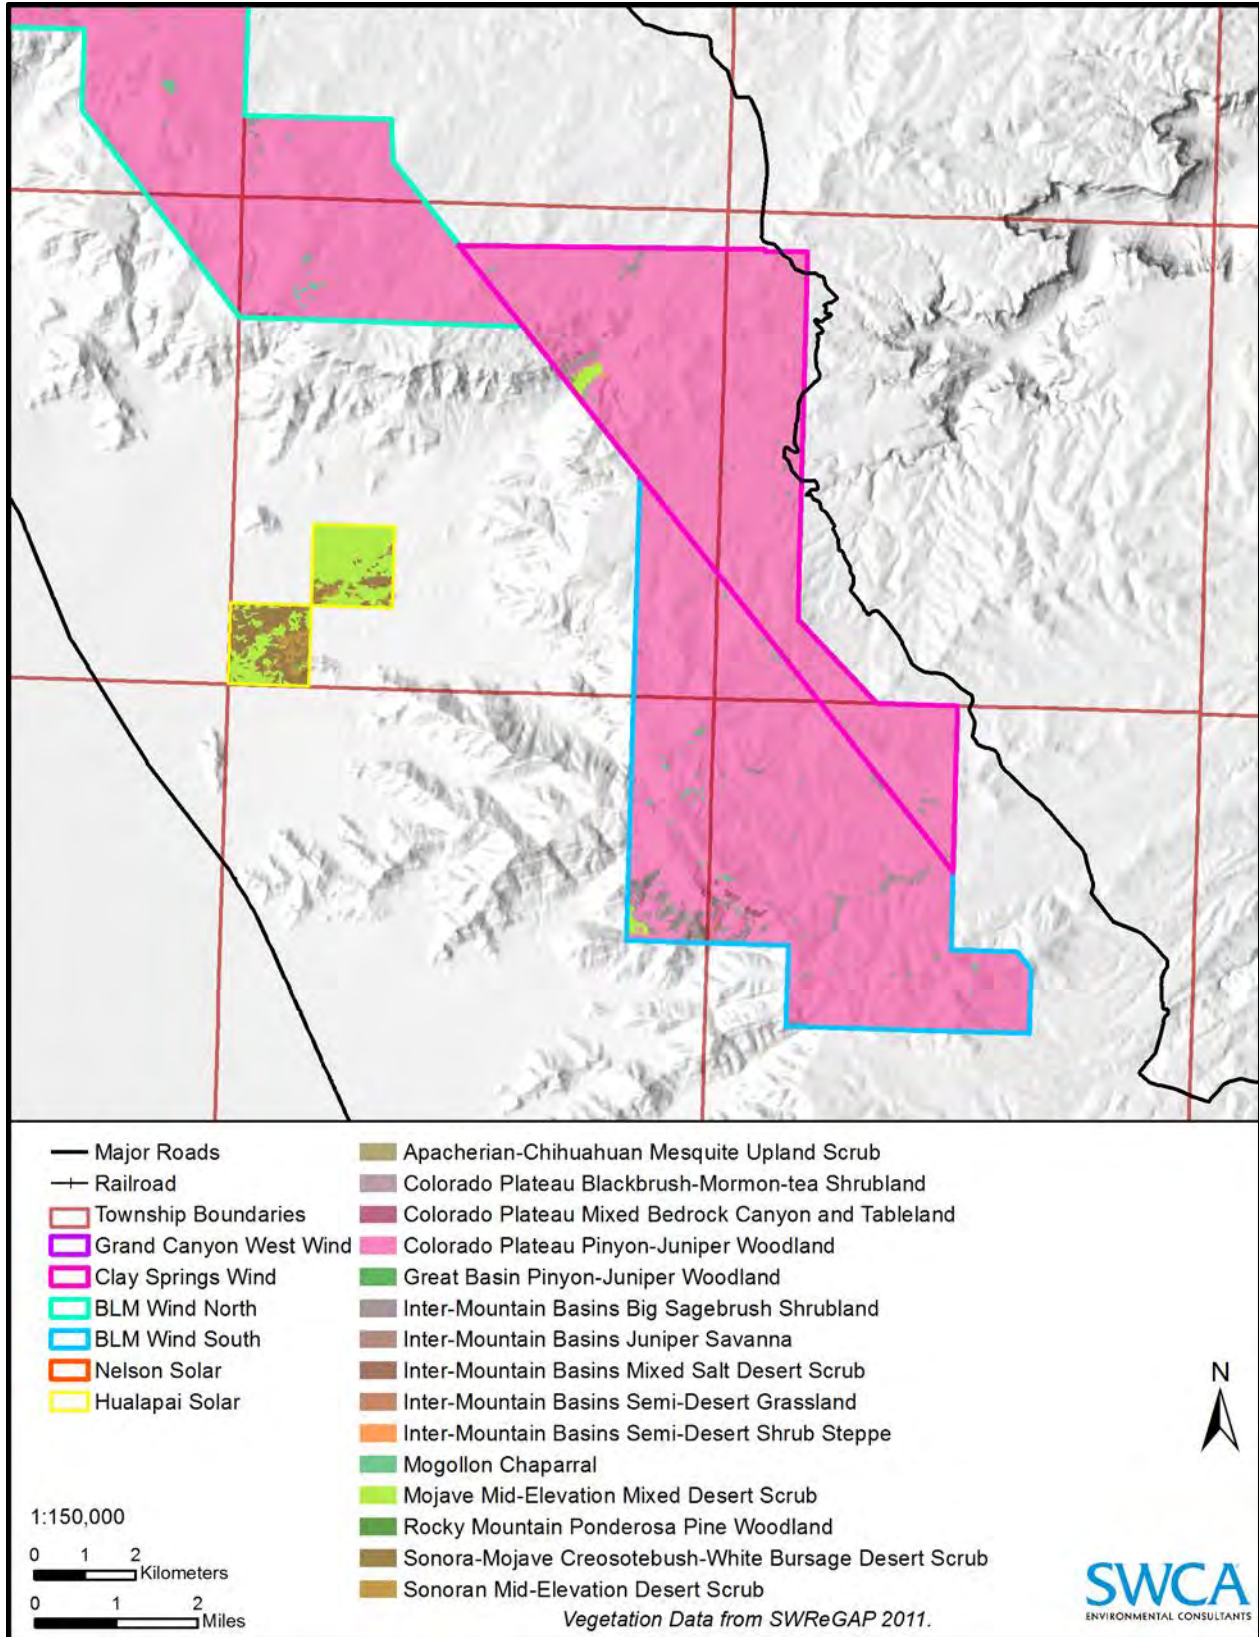 Major Roads
Railroad
Township Boundaries
Grand Canyon West Wind
Clay Springs Wind
BLM Wind North
BLM Wind South
Nelson Solar
Hualapai Solar
1:150,000
0 1 2
Kilometers
0 1 2
Miles
Apacherian-Chihuahuan Mesquite Upland Scrub
Colorado Plateau Blackbrush-Mormon-tea Shrubland
Colorado Plateau Mixed Bedrock Canyon and Tableland
Colorado Plateau Pinyon-Juniper Woodland
Great Basin Pinyon-Juniper Woodland
Inter-Mountain Basins Big Sagebrush Shrubland
Inter-Mountain Basins Juniper Savanna
Inter-Mountain Basins Mixed Salt Desert Scrub
Inter-Mountain Basins Semi-Desert Grassland
Inter-Mountain Basins Semi-Desert Shrub Steppe
Mogollon Chaparral
Mojave Mid-Elevation Mixed Desert Scrub
Rocky Mountain Ponderosa Pine Woodland
Sonora-Mojave Creosotebush-White Bursage Desert Scrub
Sonoran Mid-Elevation Desert Scrub
Vegetation Data from SWReGAP 2011.
N
SWCA
ENVIRONMENTAL CONSULTANTS